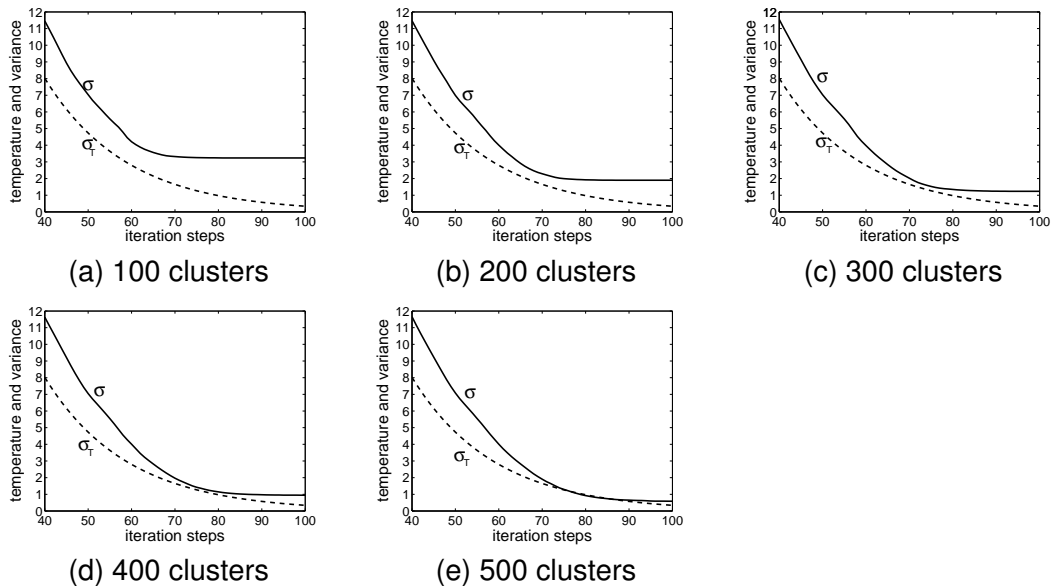 12
11
10
9
8
7
6
5
4
3
2
1
0
temperature and variance
σ
σT
40 50 60 70 80 90 100
iteration steps
(a) 100 clusters
12
11
10
9
8
7
6
5
4
3
2
1
0
temperature and variance
σ
σT
40 50 60 70 80 90 100
iteration steps
(b) 200 clusters
12
11
10
9
8
7
6
5
4
3
2
1
0
temperature and variance
σ
σT
40 50 60 70 80 90 100
iteration steps
(c) 300 clusters
12
11
10
9
8
7
6
5
4
3
2
1
0
temperature and variance
σ
σT
40 50 60 70 80 90 100
iteration steps
(d) 400 clusters
12
11
10
9
8
7
6
5
4
3
2
1
0
temperature and variance
σ
σT
40 50 60 70 80 90 100
iteration steps
(e) 500 clusters